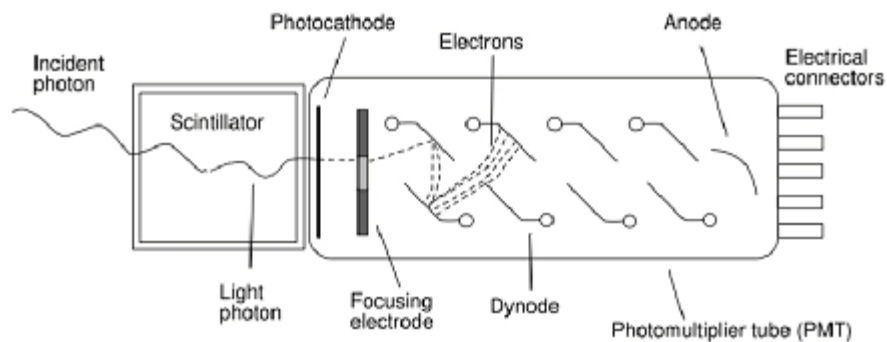 Photocathode
Anode
Electrons
Incident
photon
Electrical
connectors
Scintillator
Light
photon
Focusing
electrode
Dynode
Photomultiplier tube (PMT)